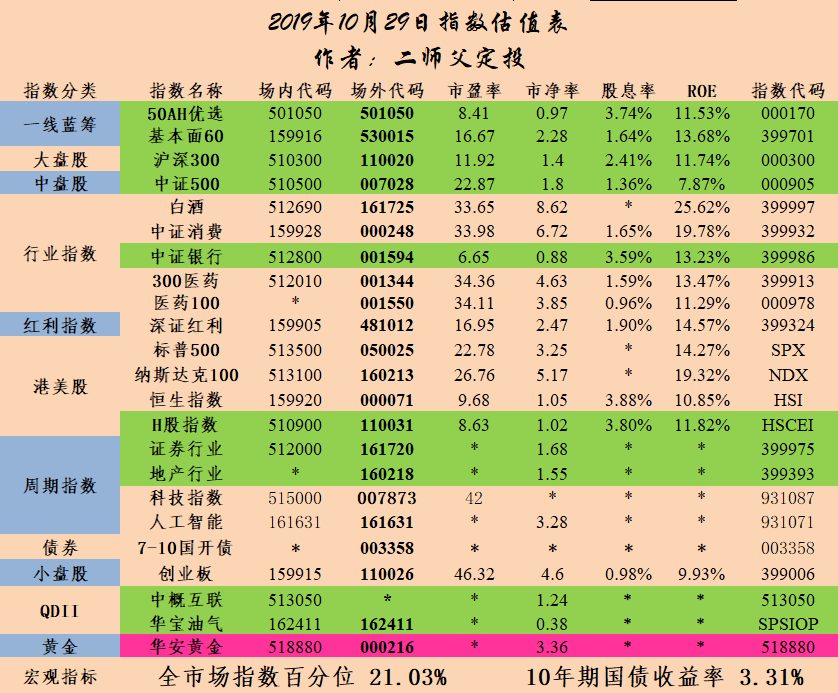 2019年10月29日指数估值表
作者：二师父定投
指数分类 指数名称 场内代码 场外代码 市盈率 市净率 股息率 ROE 指数代码
一线蓝筹 50AH优选 501050 501050 8.41 0.97 3.74% 11.53% 000170
基本面60 159916 530015 16.67 2.28 1.64% 13.68% 399701
大盘股 沪深300 510300 110020 11.92 1.4 2.41% 11.74% 000300
中盘股 中证500 510500 007028 22.87 1.8 1.36% 7.87% 000905
行业指数 白酒 512690 161725 33.65 8.62 * 25.62% 399997
中证消费 159928 000248 33.98 6.72 1.65% 19.78% 399932
中证银行 512800 001594 6.65 0.88 3.59% 13.23% 399986
300医药 512010 001344 34.36 4.63 1.59% 13.47% 399913
医药100 * 001550 34.11 3.85 0.96% 11.29% 000978
红利指数 深证红利 159905 481012 16.95 2.47 1.90% 14.57% 399324
港美股 标普500 513500 050025 22.78 3.25 * 14.27% SPX
纳斯达克100 513100 160213 26.76 5.17 * 19.32% NDX
恒生指数 159920 000071 9.68 1.05 3.88% 10.85% HSI
H股指数 510900 110031 8.63 1.02 3.80% 11.82% HSCEI
周期指数 证券行业 512000 161720 * 1.68 * * 399975
地产行业 * 160218 * 1.55 * * 399393
科技指数 515000 007873 42 * * * 931087
人工智能 161631 161631 * 3.28 * * 931071
债券 7-10国开债 * 003358 * * * * 003358
小盘股 创业板 159915 110026 46.32 4.6 0.98% 9.93% 399006
QDII 中概互联 513050 * * 1.24 * * 513050
华宝油气 162411 162411 * 0.38 * * SPSIOP
黄金 华安黄金 518880 000216 * 3.36 * * 518880
宏观指标 全市场指数百分位 21.03% 10年期国债收益率 3.31%